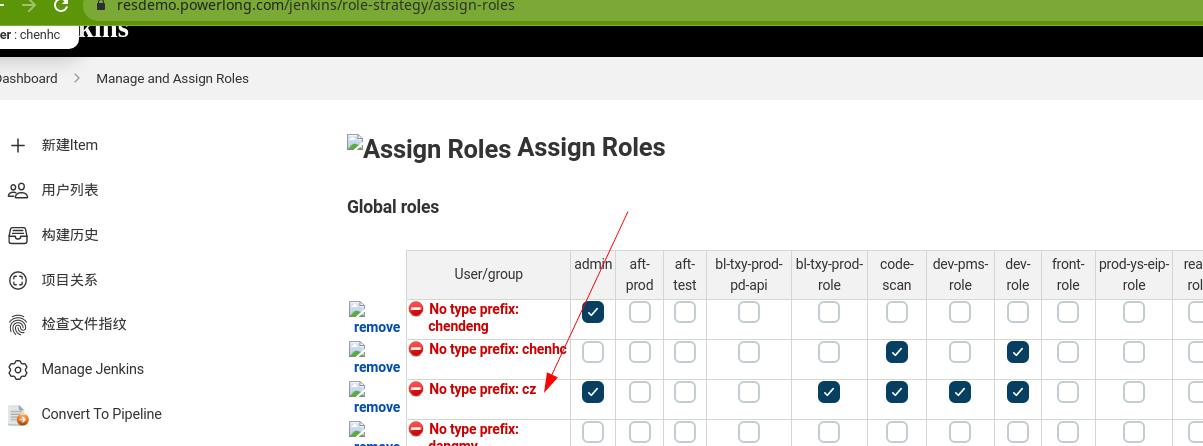 resdemo.powerlong.com/jenkins/role-strategy/assign-roles
er : chenhc
kins
Dashboard > Manage and Assign Roles
新建Item
用户列表
构建历史
项目关系
检查文件指纹
Manage Jenkins
Convert To Pipeline
Assign Roles Assign Roles
Global roles
User/group
admin
aft-
prod
aft-
test
bl-txy-prod-
pd-api
bl-txy-prod-
role
code-
scan
dev-pms-
role
dev-
role
front-
role
prod-ys-eip-
role
rea
rol
remove
No type prefix:
chendeng
remove
No type prefix: chenhc
remove
No type prefix: cz
remove
No type prefix:
dangmy